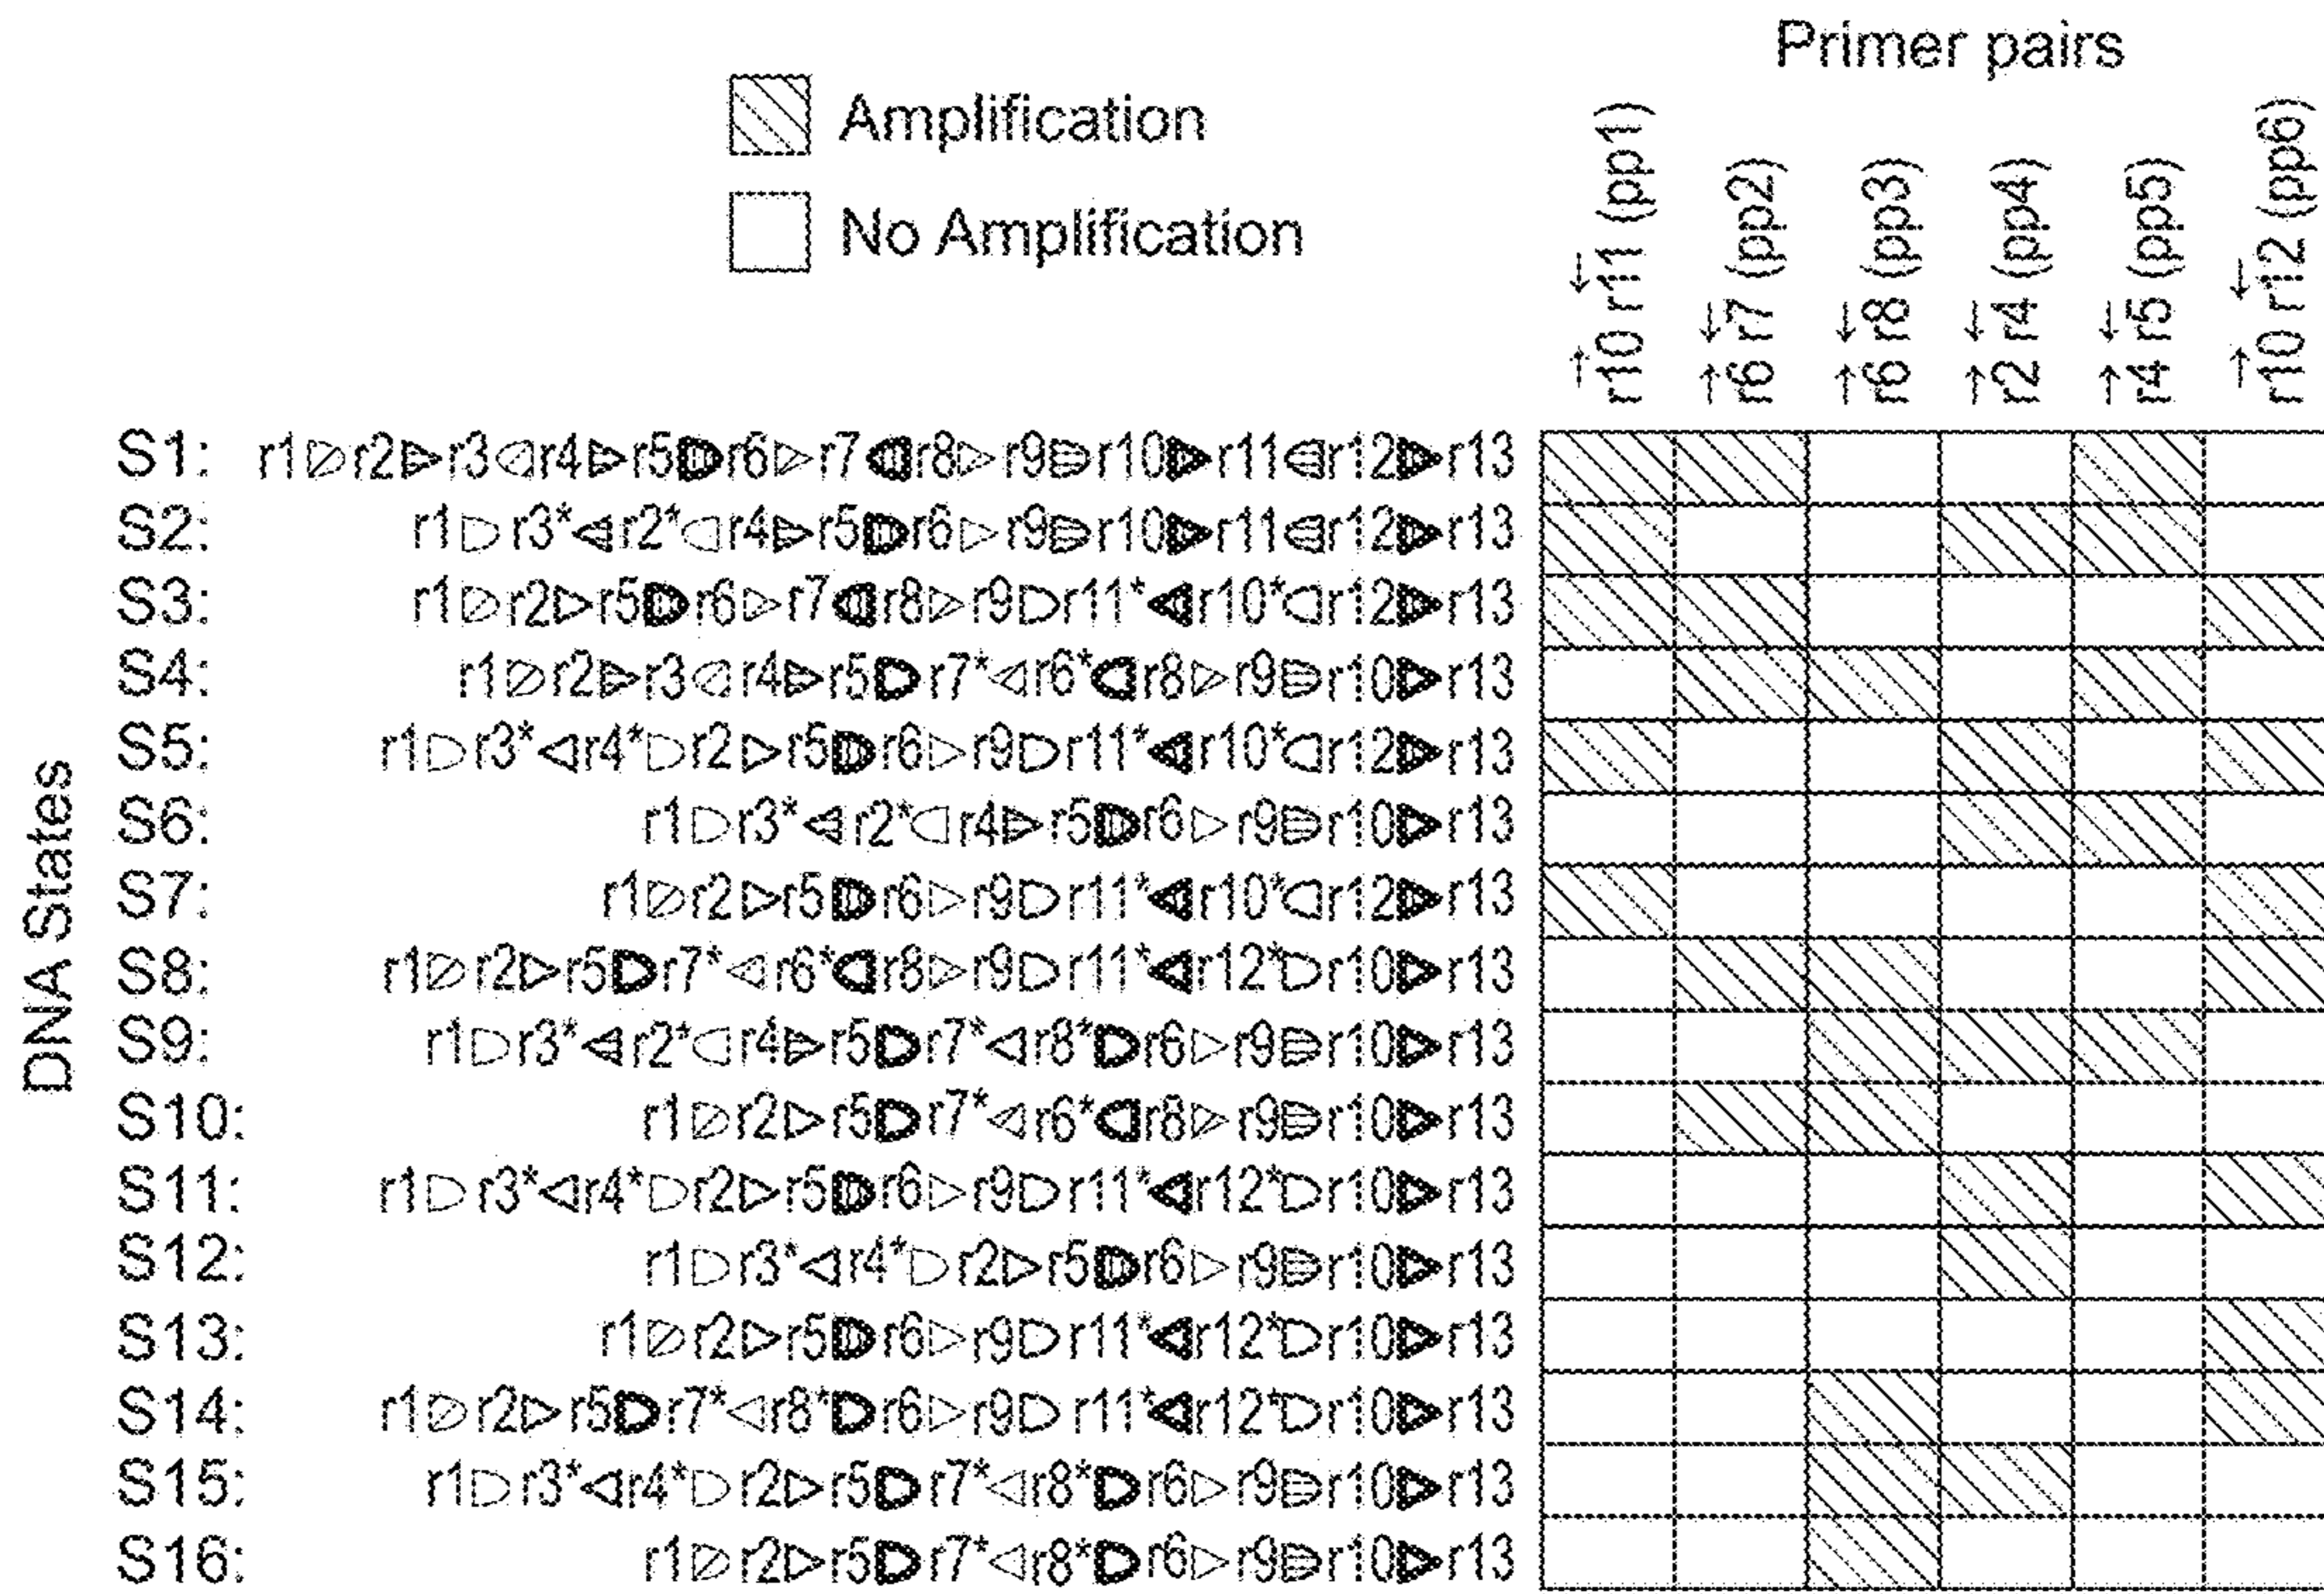 Primer pairs
Amplification
No Amplification
r10 r11 (pp1)
r6 r7 (pp2)
r6 r8 (pp3)
r2 r4 (pp4)
r4 r5 (pp5)
r10 r12 (pp6)
DNA States
S1: r1 r2 r3 r4 r5 r6 r7 r8 r9 r10 r11 r12 r13
S2: r1 r3* r2* r4 r5 r6 r9 r10 r11 r12 r13
S3: r1 r2 r5 r6 r7 r8 r9 r11* r10* r12 r13
S4: r1 r2 r3 r4 r5 r7* r6* r8 r9 r10 r13
S5: r1 r3* r4* r2 r5 r6 r9 r11* r10* r12 r13
S6: r1 r3* r2* r4 r5 r6 r9 r10 r13
S7: r1 r2 r5 r6 r9 r11* r10* r12 r13
S8: r1 r2 r5 r7* r6* r8 r9 r11* r12* r10 r13
S9: r1 r3* r2* r4 r5 r7* r8* r6 r9 r10 r13
S10: r1 r2 r5 r7* r6* r8 r9 r10 r13
S11: r1 r3* r4* r2 r5 r6 r9 r11* r12* r10 r13
S12: r1 r3* r4* r2 r5 r6 r9 r10 r13
S13: r1 r2 r5 r6 r9 r11* r12* r10 r13
S14: r1 r2 r5 r7* r8* r6 r9 r11* r12* r10 r13
S15: r1 r3* r4* r2 r5 r7* r8* r6 r9 r10 r13
S16: r1 r2 r5 r7* r8* r6 r9 r10 r13